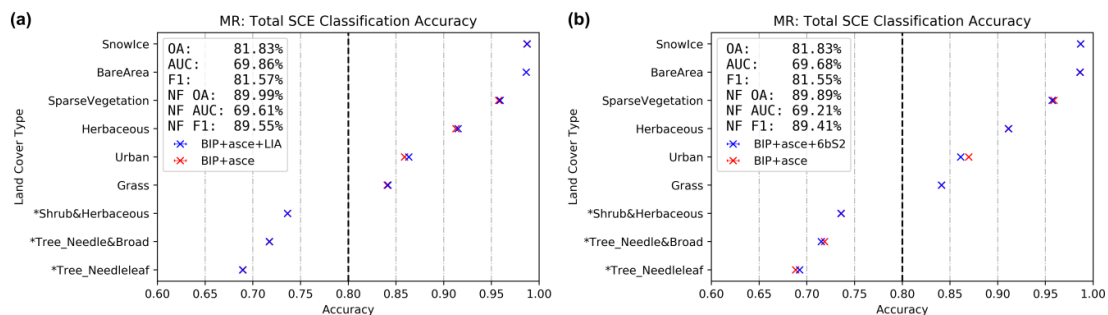 (a)
MR: Total SCE Classification Accuracy
Land Cover Type
SnowIce
BareArea
SparseVegetation
Herbaceous
Urban
Grass
*Shrub&Herbaceous
*Tree_Needle&Broad
*Tree_Needleleaf
OA: 81.83%
AUC: 69.86%
F1: 81.57%
NF OA: 89.99%
NF AUC: 69.61%
NF F1: 89.55%
BIP+asce+LIA
BIP+asce
0.60 0.65 0.70 0.75 0.80 0.85 0.90 0.95 1.00
Accuracy
(b)
MR: Total SCE Classification Accuracy
Land Cover Type
SnowIce
BareArea
SparseVegetation
Herbaceous
Urban
Grass
*Shrub&Herbaceous
*Tree_Needle&Broad
*Tree_Needleleaf
OA: 81.83%
AUC: 69.68%
F1: 81.55%
NF OA: 89.89%
NF AUC: 69.21%
NF F1: 89.41%
BIP+asce+6bS2
BIP+asce
0.60 0.65 0.70 0.75 0.80 0.85 0.90 0.95 1.00
Accuracy